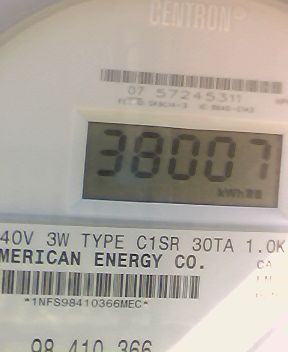 CENTRON®
07 57245311
38007
kWh
40V 3W TYPE C1SR 30TA 1.0K
MERICAN ENERGY CO.
CA
*1NFS98410366MEC*
98 410 366